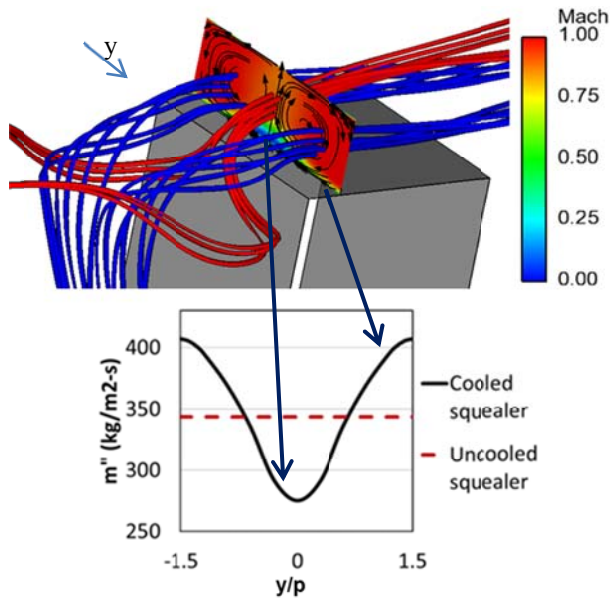 Mach
1.00
y
0.75
0.50
0.25
0.00
400
350
300
250
m" (kg/m2-s)
Cooled
squealer
Uncooled
squealer
-1.5
0
1.5
y/p